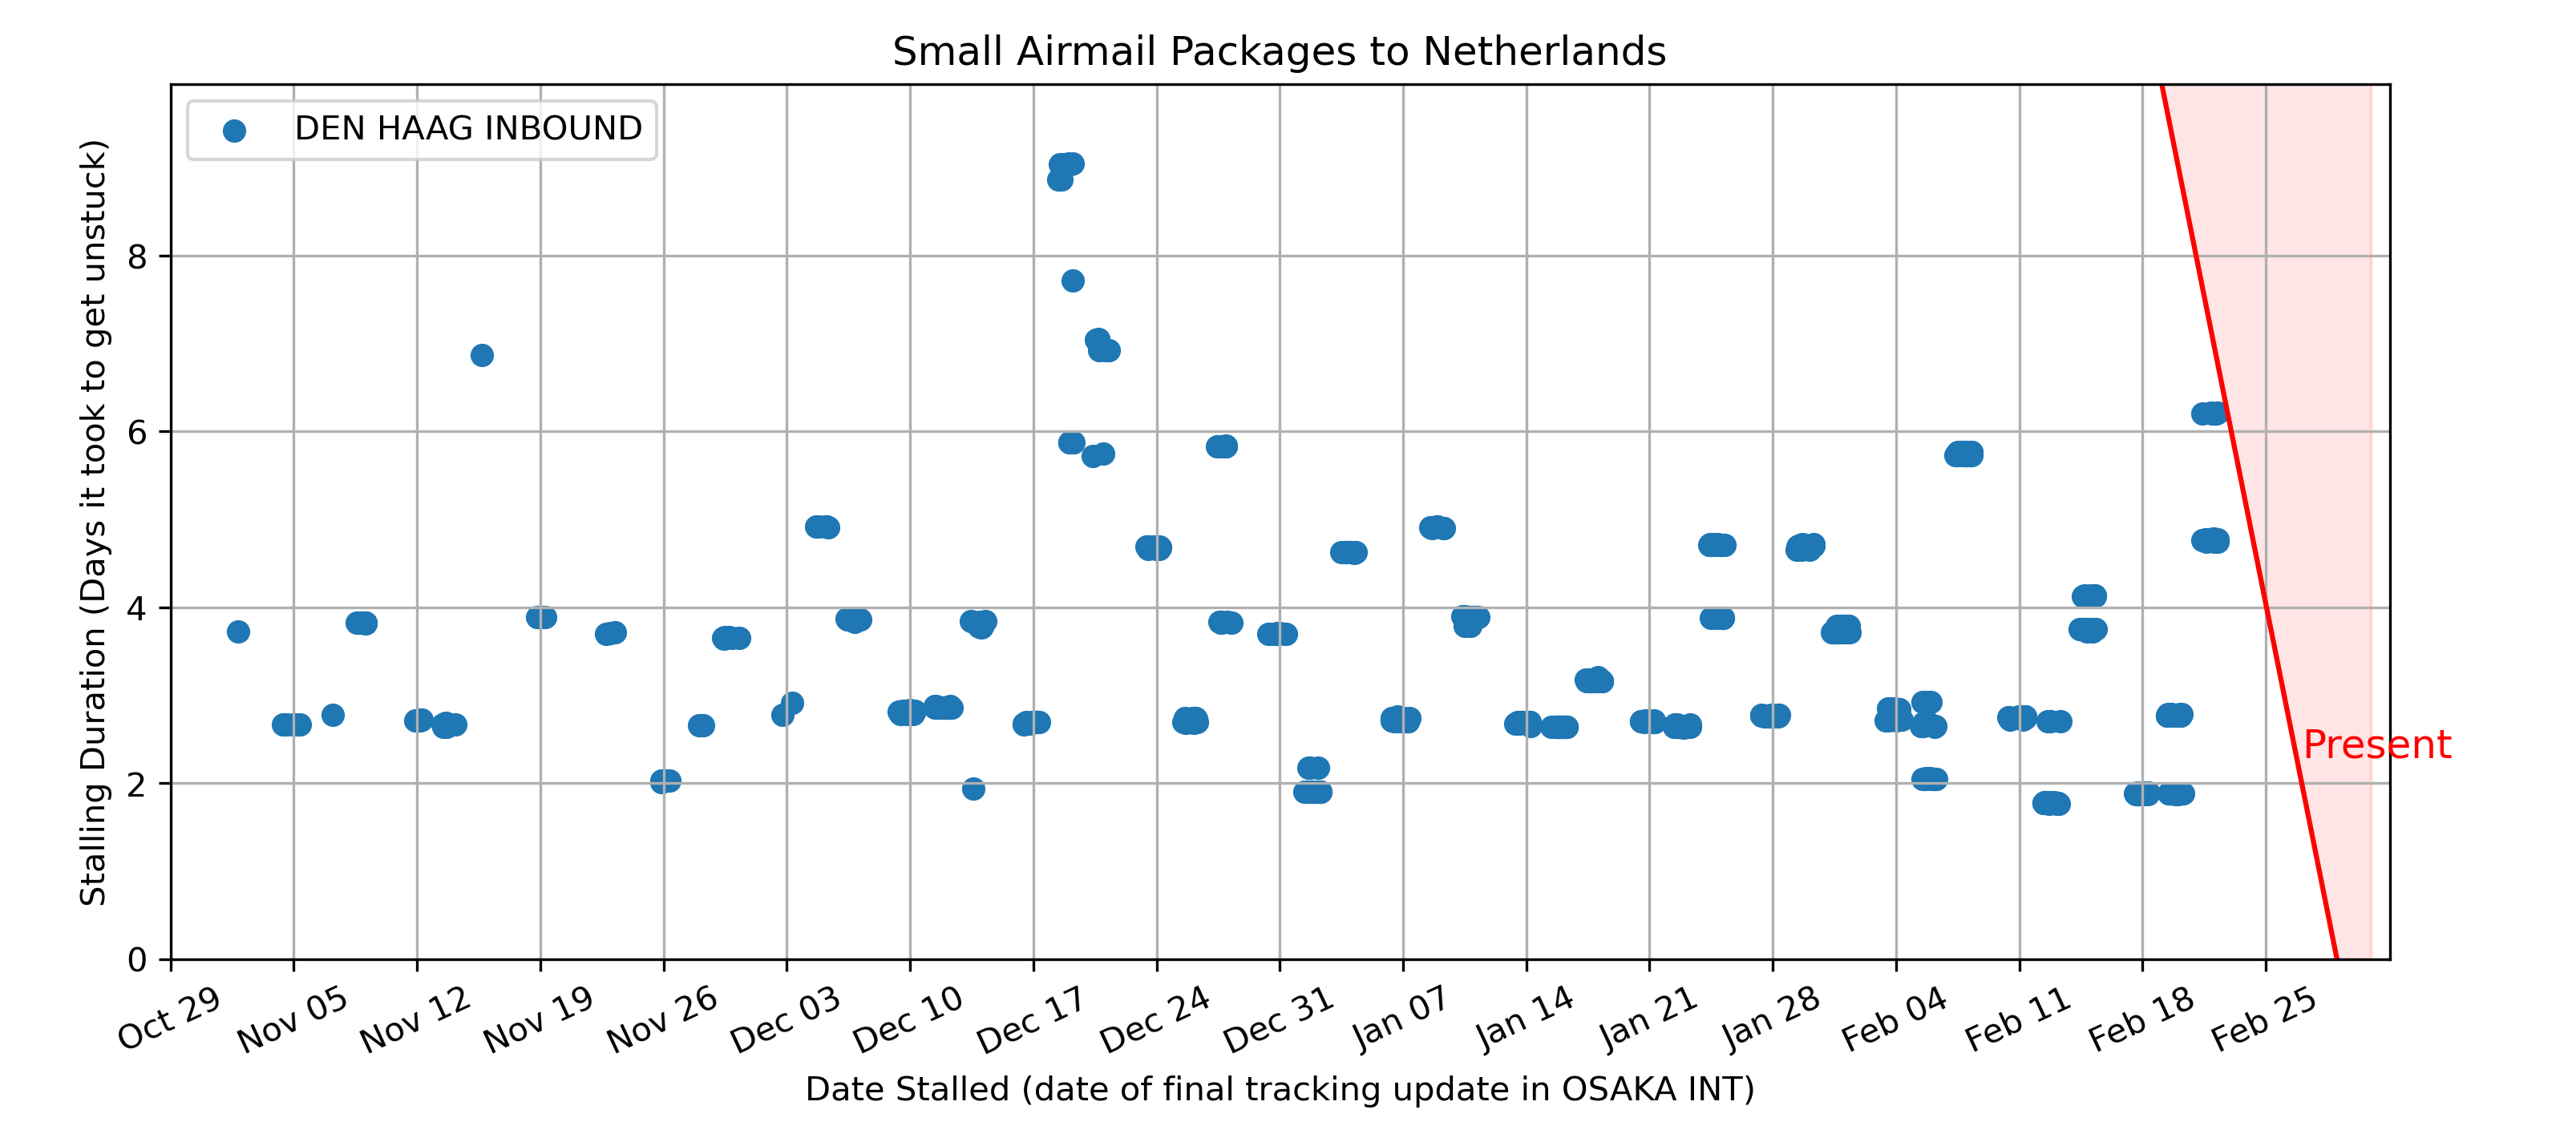 Small Airmail Packages to Netherlands
DEN HAAG INBOUND
Stalling Duration (Days it took to get unstuck)
8
6
4
2
0
Present
Oct 29
Nov 05
Nov 12
Nov 19
Nov 26
Dec 03
Dec 10
Dec 17
Dec 24
Dec 31
Jan 07
Jan 14
Jan 21
Jan 28
Feb 04
Feb 11
Feb 18
Feb 25
Date Stalled (date of final tracking update in OSAKA INT)